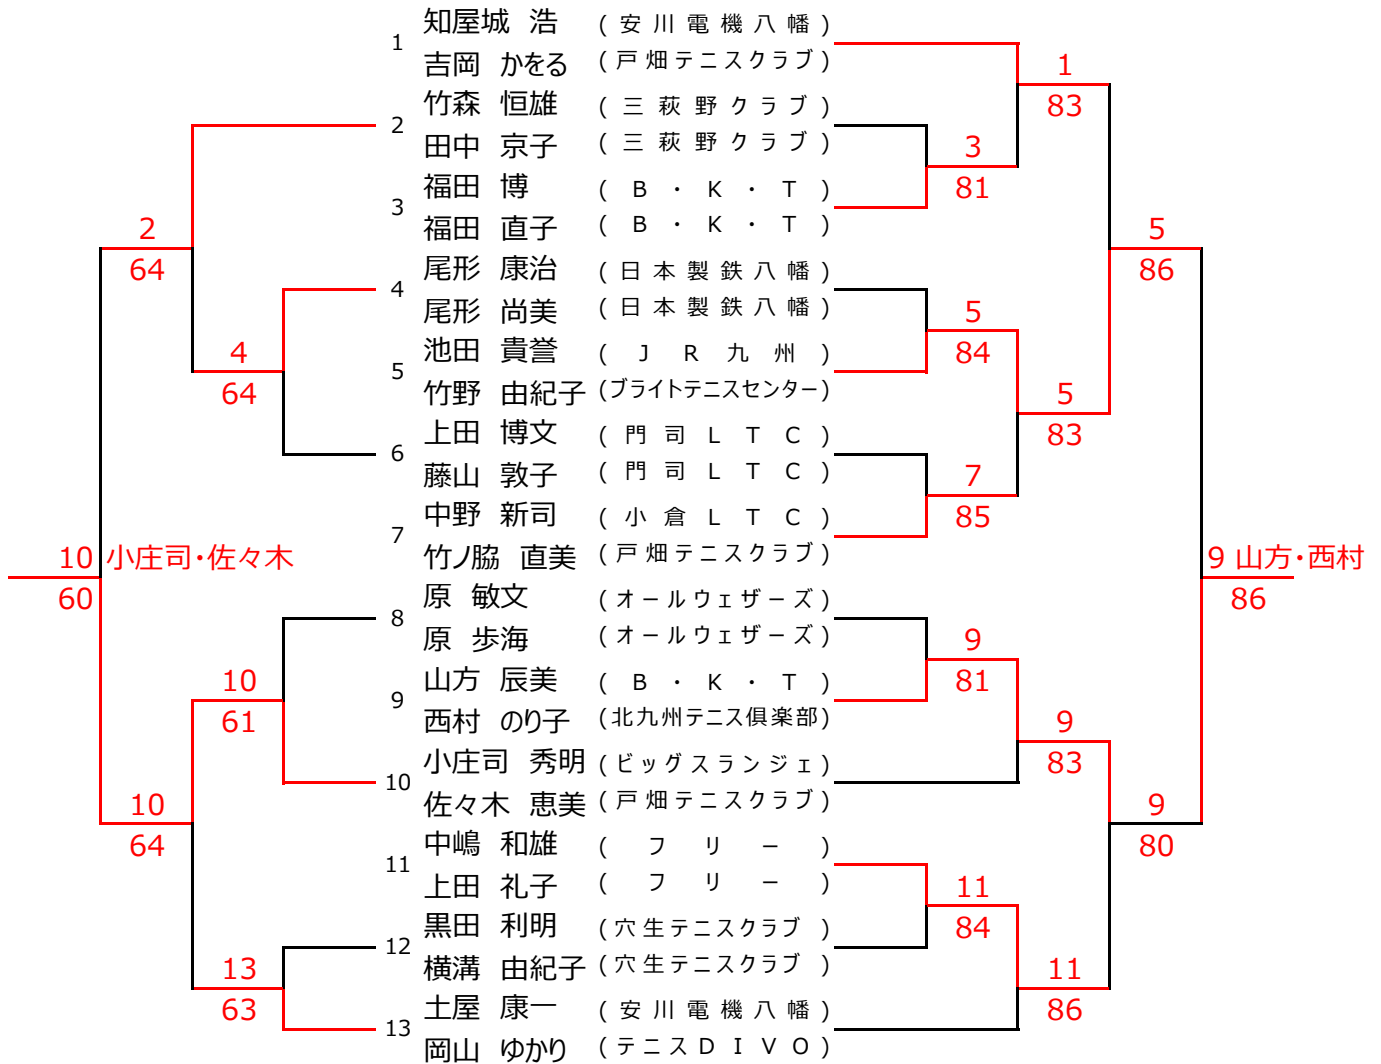 1 知屋城 浩 (安川電機八幡)
吉岡 かをる (戸畑テニスクラブ)
2 竹森 恒雄 (三萩野クラブ)
田中 京子 (三萩野クラブ)
3 福田 博 (B・K・T)
福田 直子 (B・K・T)
4 尾形 康治 (日本製鉄八幡)
尾形 尚美 (日本製鉄八幡)
5 池田 貴誉 (JR九州)
竹野 由紀子 (ブライトテニスセンター)
6 上田 博文 (門司LTC)
藤山 敦子 (門司LTC)
7 中野 新司 (小倉LTC)
竹ノ脇 直美 (戸畑テニスクラブ)
8 原 敏文 (オールウェザーズ)
原 歩海 (オールウェザーズ)
9 山方 辰美 (B・K・T)
西村 のり子 (北九州テニス倶楽部)
10 小庄司 秀明 (ビッグスランジェ)
佐々木 恵美 (戸畑テニスクラブ)
11 中嶋 和雄 (フリー)
上田 礼子 (フリー)
12 黒田 利明 (穴生テニスクラブ)
横溝 由紀子 (穴生テニスクラブ)
13 土屋 康一 (安川電機八幡)
岡山 ゆかり (テニスDIVO)
2
64
4
64
10 小庄司・佐々木
60
10
61
10
64
13
63
1
83
3
81
5
86
5
84
5
83
7
85
9 山方・西村
86
9
81
9
83
9
80
11
84
11
86